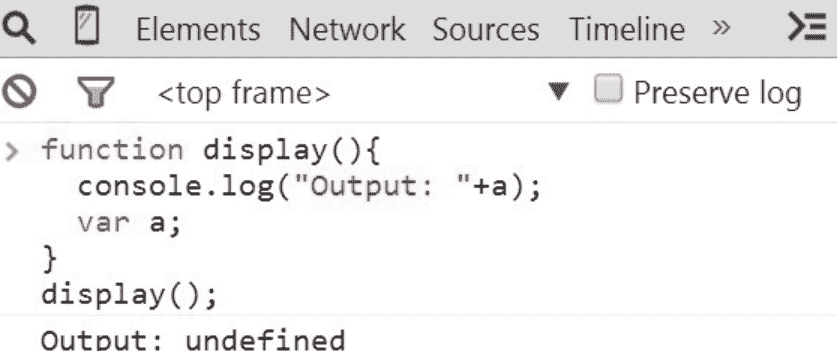 Elements Network Sources Timeline »
<top frame> ▼ Preserve log
> function display(){
console.log("Output: "+a);
var a;
}
display();
Output: undefined